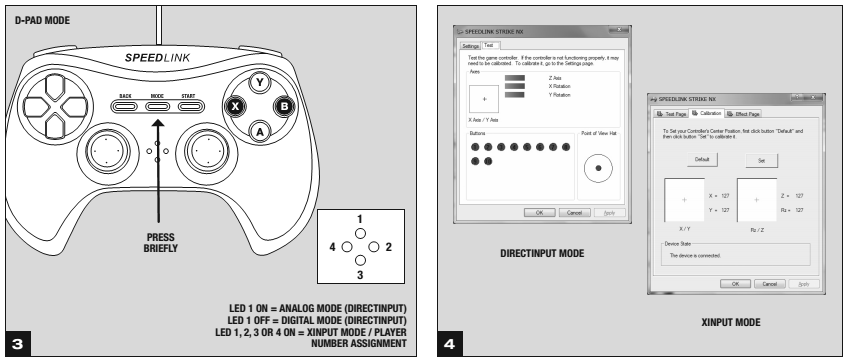 D-PAD MODE
SPEEDLINK
BACK MODE START
Y
X
B
A
PRESS
BRIEFLY
1
4 2
3
LED 1 ON = ANALOG MODE (DIRECTINPUT)
LED 1 OFF = DIGITAL MODE (DIRECTINPUT)
LED 1, 2, 3 OR 4 ON = XINPUT MODE / PLAYER
NUMBER ASSIGNMENT
3
SPEEDLINK STRIKE NX
Settings Test
Test the game controller. If the controller is not functioning properly, it may
need to be calibrated. To calibrate it, go to the Settings page.
Axes
Z Axis
X Rotation
Y Rotation
X Axis / Y Axis
Buttons
Point of View Hat
OK Cancel Apply
DIRECTINPUT MODE
SPEEDLINK STRIKE NX
Test Page Calibration Effect Page
To Set your Controller's Center Position, first click button "Default" and
then click button "Set" to calibrate it.
Default Set
X = 127
Y = 127
Z = 127
Rz = 127
X / Y
Rz / Z
Device State
The device is connected.
OK Cancel Apply
XINPUT MODE
4